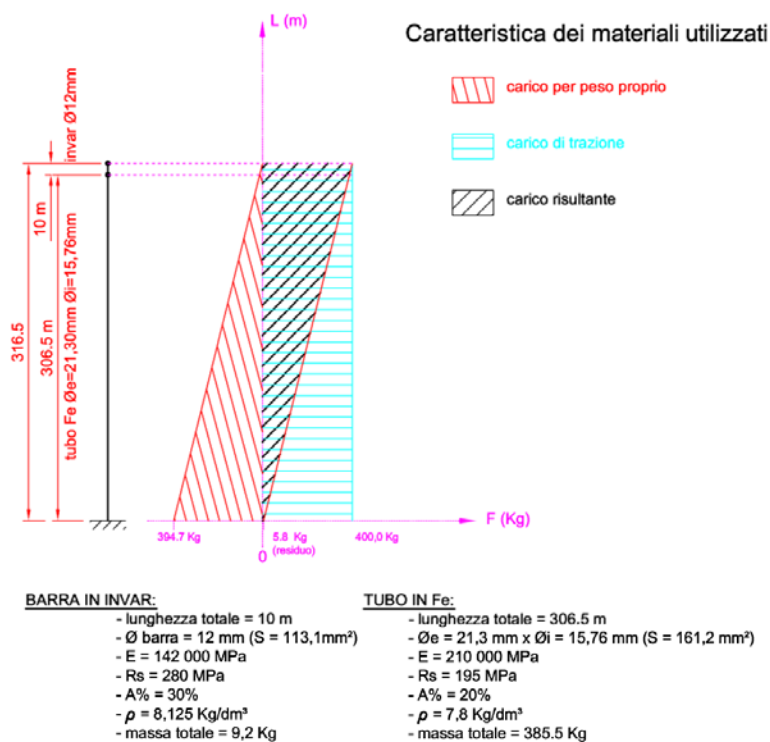 L (m)
Caratteristica dei materiali utilizzati
carico per peso proprio
carico di trazione
carico risultante
invar Ø12mm
10 m
316.5
306.5 m
tubo Fe Øe=21,30mm Øi=15,76mm
F (Kg)
394.7 Kg
5.8 Kg
(residuo)
400,0 Kg
0
BARRA IN INVAR:
- lunghezza totale = 10 m
- Ø barra = 12 mm (S = 113,1mm²)
- E = 142 000 MPa
- Rs = 280 MPa
- A% = 30%
- ρ = 8,125 Kg/dm³
- massa totale = 9,2 Kg
TUBO IN Fe:
- lunghezza totale = 306.5 m
- Øe = 21,3 mm x Øi = 15,76 mm (S = 161,2 mm²)
- E = 210 000 MPa
- Rs = 195 MPa
- A% = 20%
- ρ = 7,8 Kg/dm³
- massa totale = 385.5 Kg